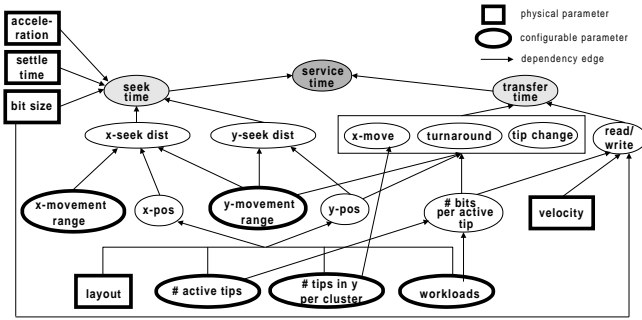 accele-
ration
settle
time
bit size
physical parameter
configurable parameter
dependency edge
service
time
seek
time
transfer
time
x-seek dist
y-seek dist
x-move
turnaround
tip change
read/
write
x-movement
range
x-pos
y-movement
range
y-pos
# bits
per active
tip
velocity
layout
# active tips
# tips in y
per cluster
workloads